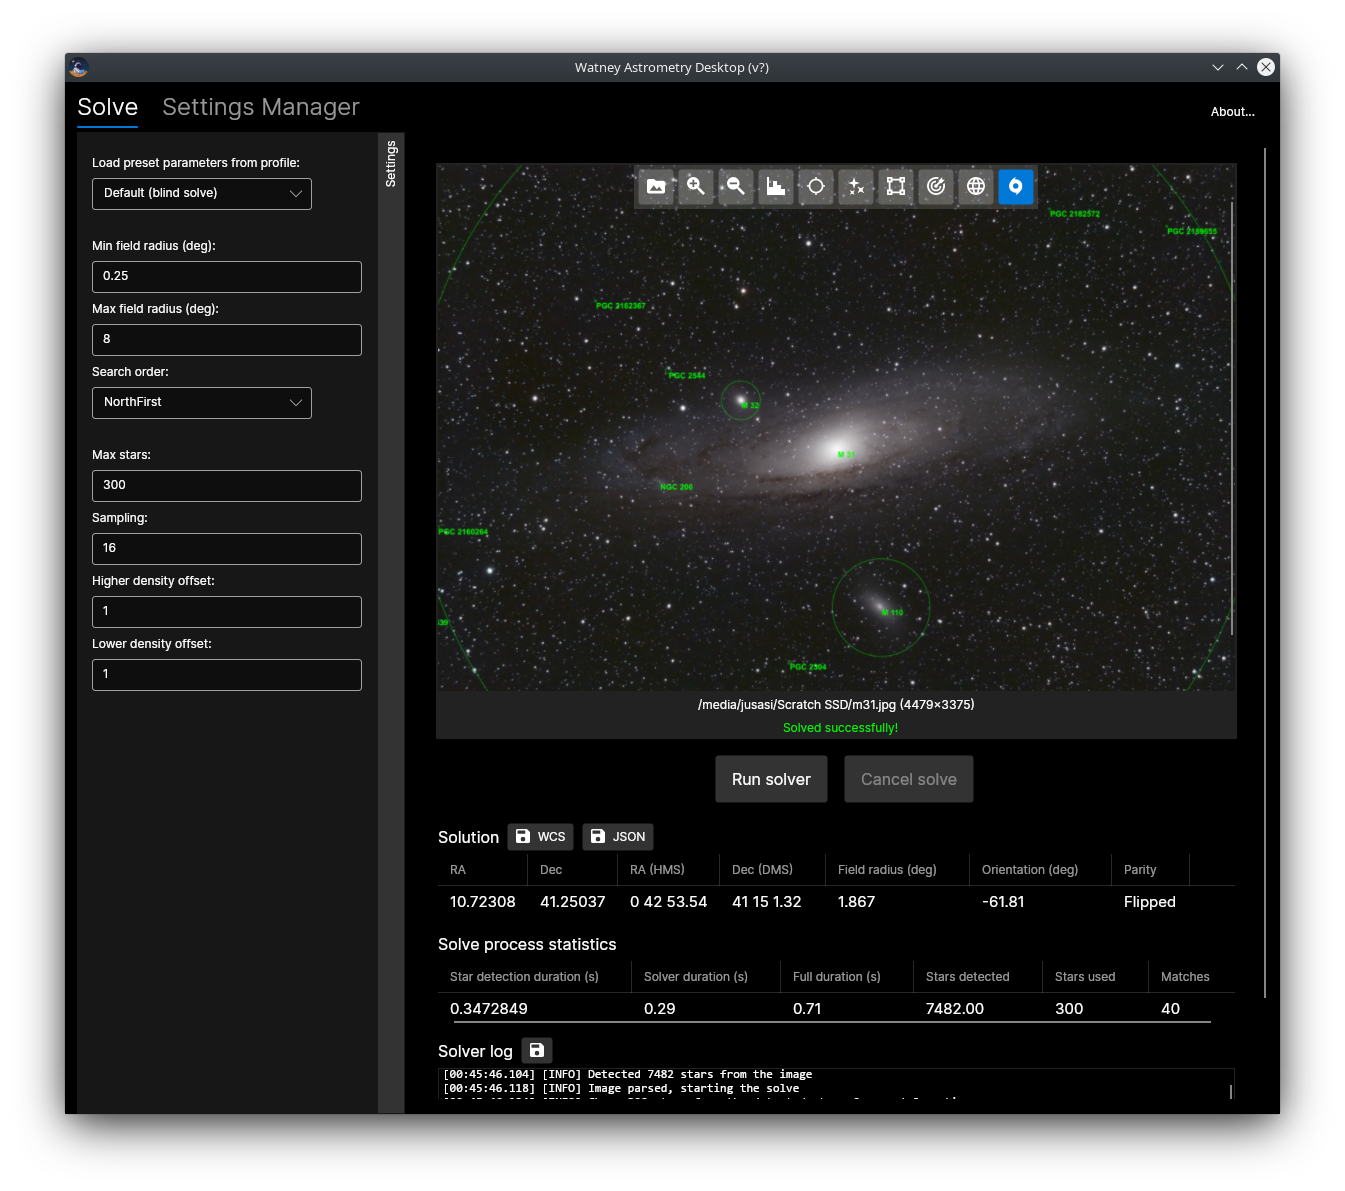 Watney Astrometry Desktop (v?)
Solve Settings Manager
About...
Settings
Load preset parameters from profile:
Default (blind solve)
Min field radius (deg):
0.25
Max field radius (deg):
8
Search order:
NorthFirst
Max stars:
300
Sampling:
16
Higher density offset:
1
Lower density offset:
1
PGC 2182572
PGC 2189655
PGC 3162367
PGC 2544
M 32
M 31
NGC 206
PGC 2160264
M 110
39
PGC 2304
/media/jusasi/Scratch SSD/m31.jpg (4479×3375)
Solved successfully!
Run solver Cancel solve
Solution WCS JSON
RA Dec RA (HMS) Dec (DMS) Field radius (deg) Orientation (deg) Parity
10.72308 41.25037 0 42 53.54 41 15 1.32 1.867 -61.81 Flipped
Solve process statistics
Star detection duration (s) Solver duration (s) Full duration (s) Stars detected Stars used Matches
0.3472849 0.29 0.71 7482.00 300 40
Solver log
[00:45:46.104] [INFO] Detected 7482 stars from the image
[00:45:46.118] [INFO] Image parsed, starting the solve